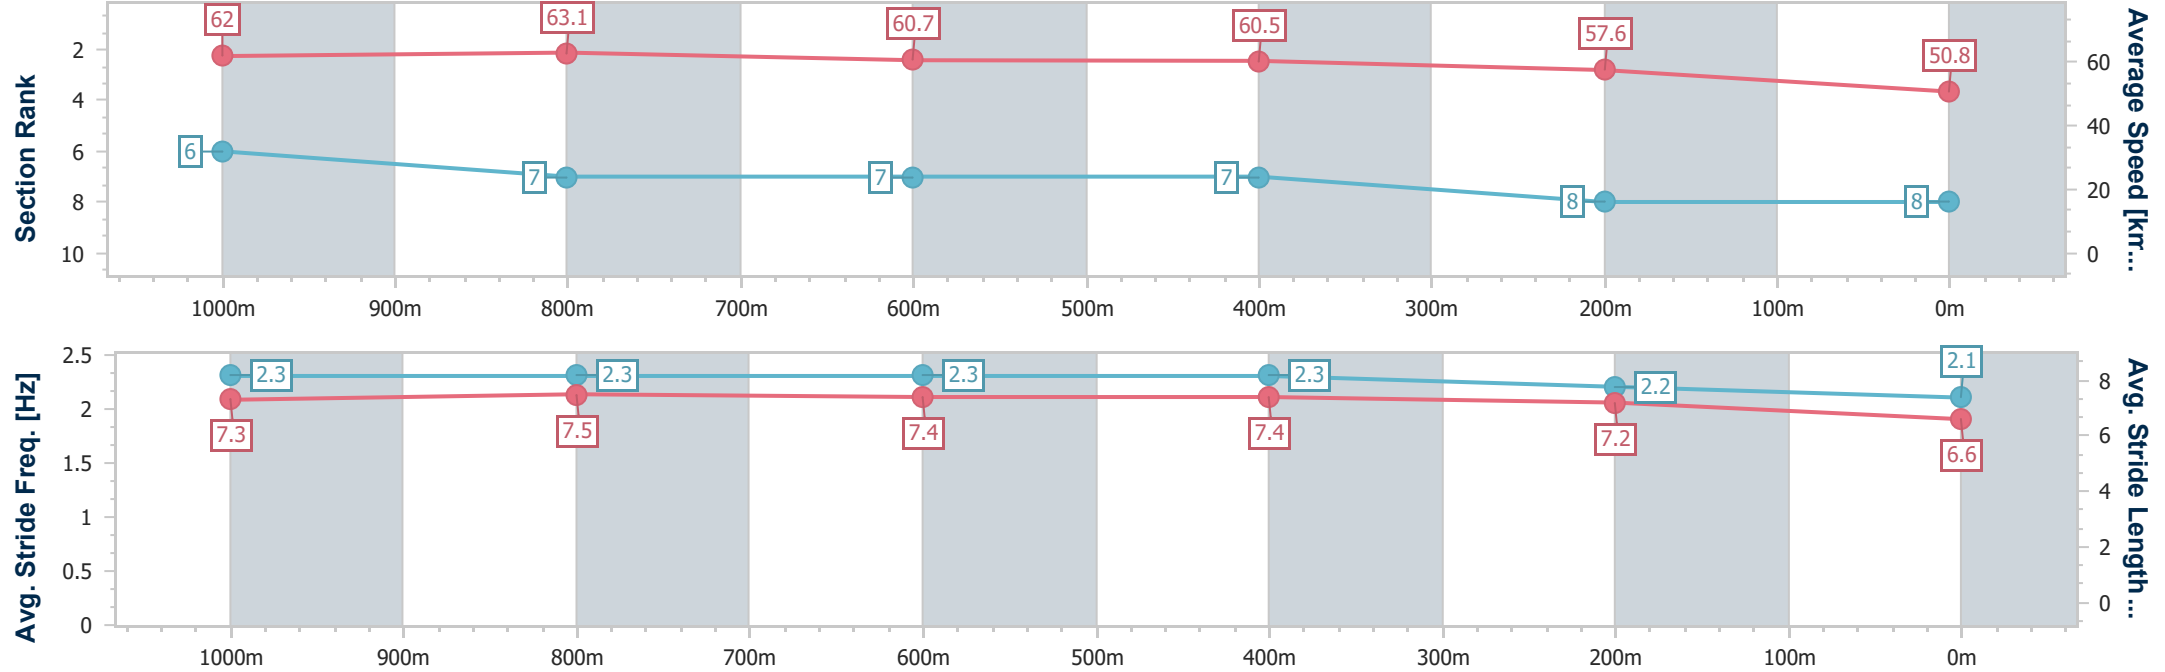 Section Rank
2
4
6
8
10
62
63.1
60.7
60.5
57.6
50.8
6
7
7
7
8
8
60
40
20
0
Average Speed [km...
1000m
900m
800m
700m
600m
500m
400m
300m
200m
100m
0m
Avg. Stride Freq. [Hz]
2.5
2
1.5
1
0.5
0
2.3
2.3
2.3
2.3
2.2
2.1
7.3
7.5
7.4
7.4
7.2
6.6
8
6
4
2
0
Avg. Stride Length ...
1000m
900m
800m
700m
600m
500m
400m
300m
200m
100m
0m